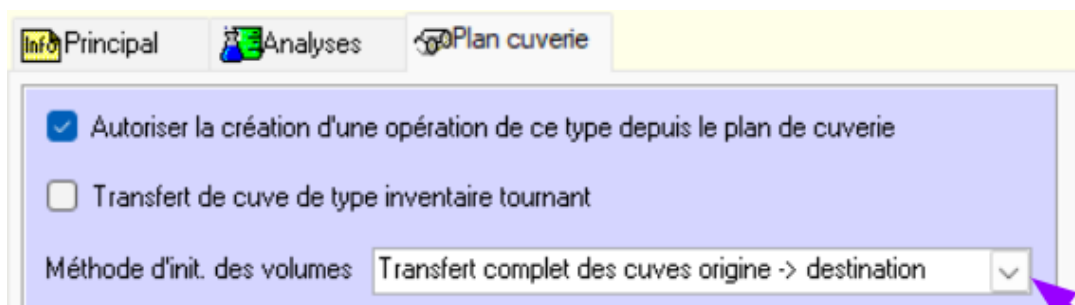 Info Principal Analyses Plan cuverie
Autoriser la création d'une opération de ce type depuis le plan de cuverie
Transfert de cuve de type inventaire tournant
Méthode d'init. des volumes Transfert complet des cuves origine -> destination